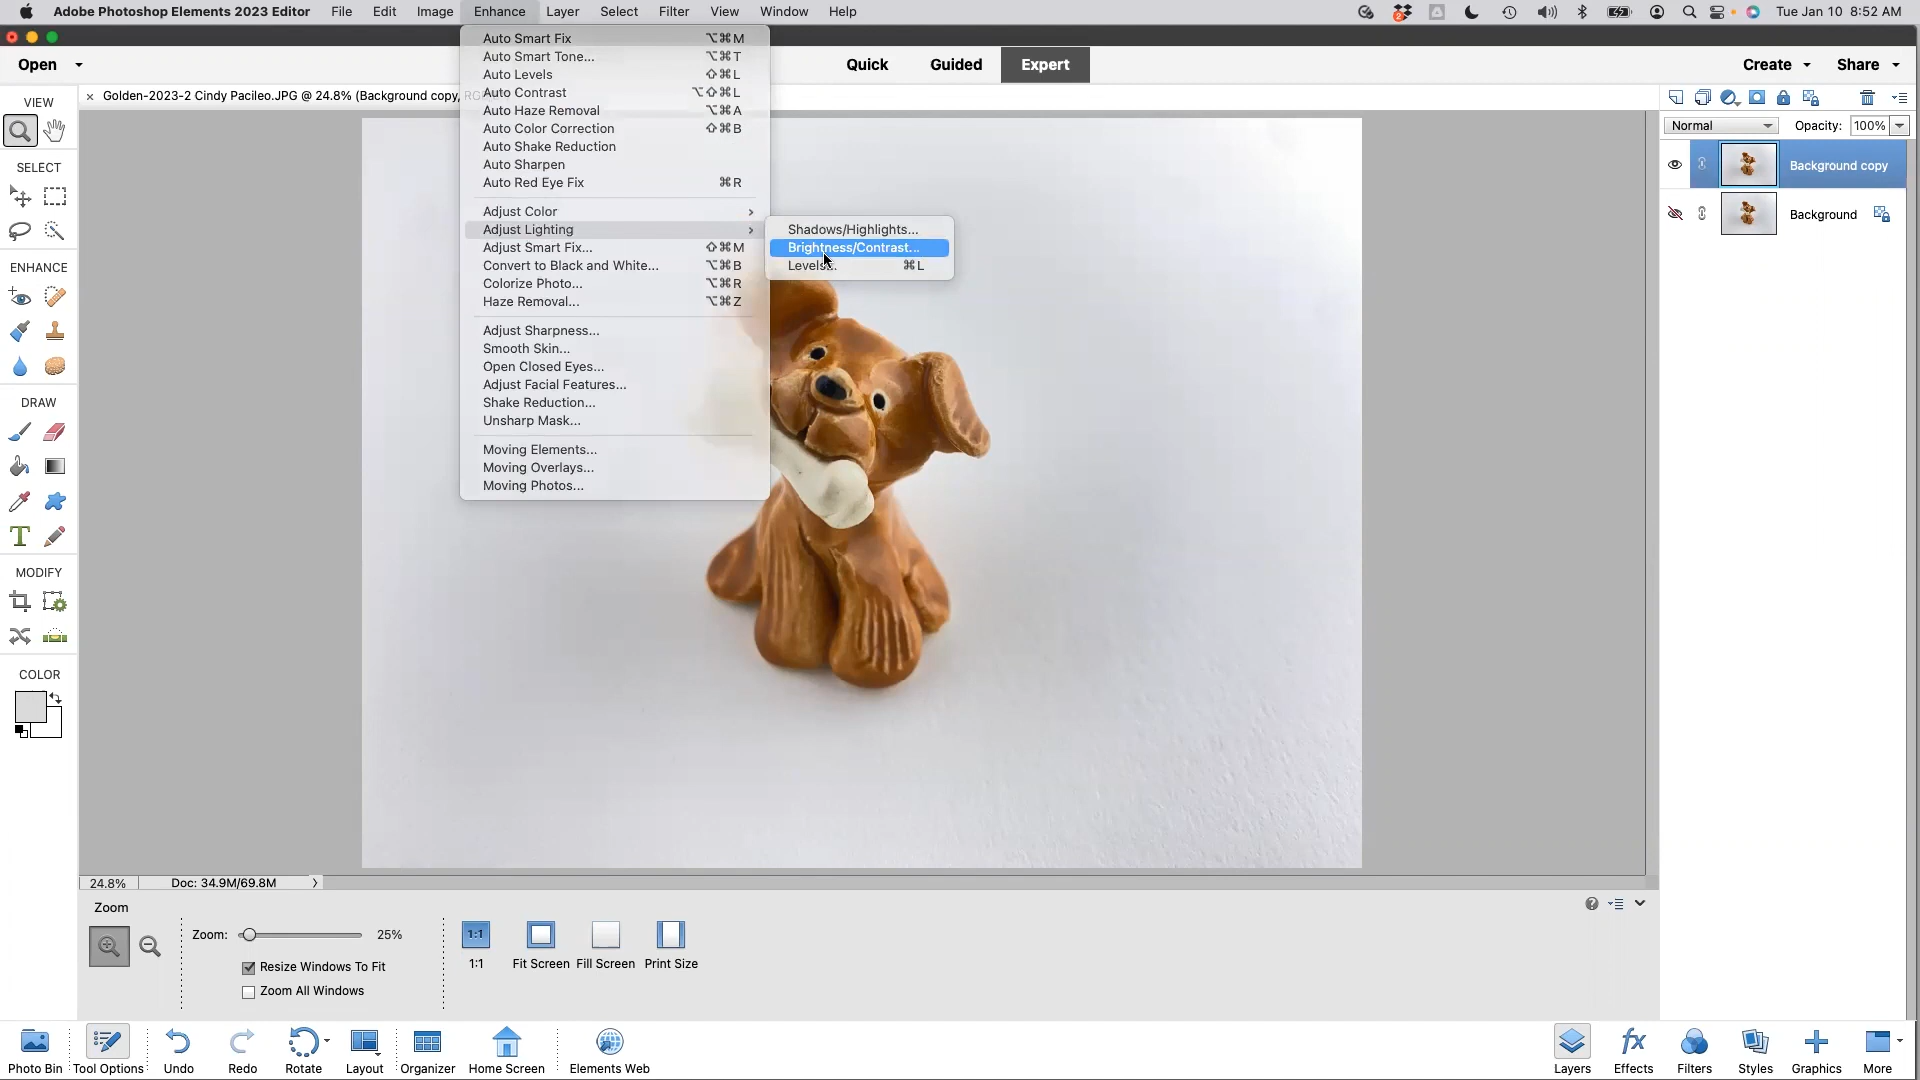 Adobe Photoshop Elements 2023 Editor File Edit Image Enhance Layer Select Filter View Window Help 2 Tue Jan 10 8:52 AM
Open Quick Guided Expert Create Share
× Golden-2023-2 Cindy Pacileo.JPG @ 24.8% (Background copy,
Auto Smart Fix ⌥⌘M
Auto Smart Tone... ⌥⌘T
Auto Levels ⇧⌘L
Auto Contrast ⌥⇧⌘L
Auto Haze Removal ⌥⌘A
Auto Color Correction ⇧⌘B
Auto Shake Reduction
Auto Sharpen
Auto Red Eye Fix ⌘R
Adjust Color >
Adjust Lighting >
Adjust Smart Fix... ⇧⌘M
Convert to Black and White... ⌥⌘B
Colorize Photo... ⌥⌘R
Haze Removal... ⌥⌘Z
Adjust Sharpness...
Smooth Skin...
Open Closed Eyes...
Adjust Facial Features...
Shake Reduction...
Unsharp Mask...
Moving Elements...
Moving Overlays...
Moving Photos...
Shadows/Highlights...
Brightness/Contrast...
Levels... ⌘L
VIEW
SELECT
ENHANCE
DRAW
T
MODIFY
COLOR
Normal Opacity: 100%
Background copy
Background
24.8% Doc: 34.9M/69.8M >
Zoom
Zoom: 25%
Resize Windows To Fit
Zoom All Windows
1:1
1:1 Fit Screen Fill Screen Print Size
Photo Bin Tool Options Undo Redo Rotate Layout Organizer Home Screen Elements Web
fx
Layers Effects Filters Styles Graphics More